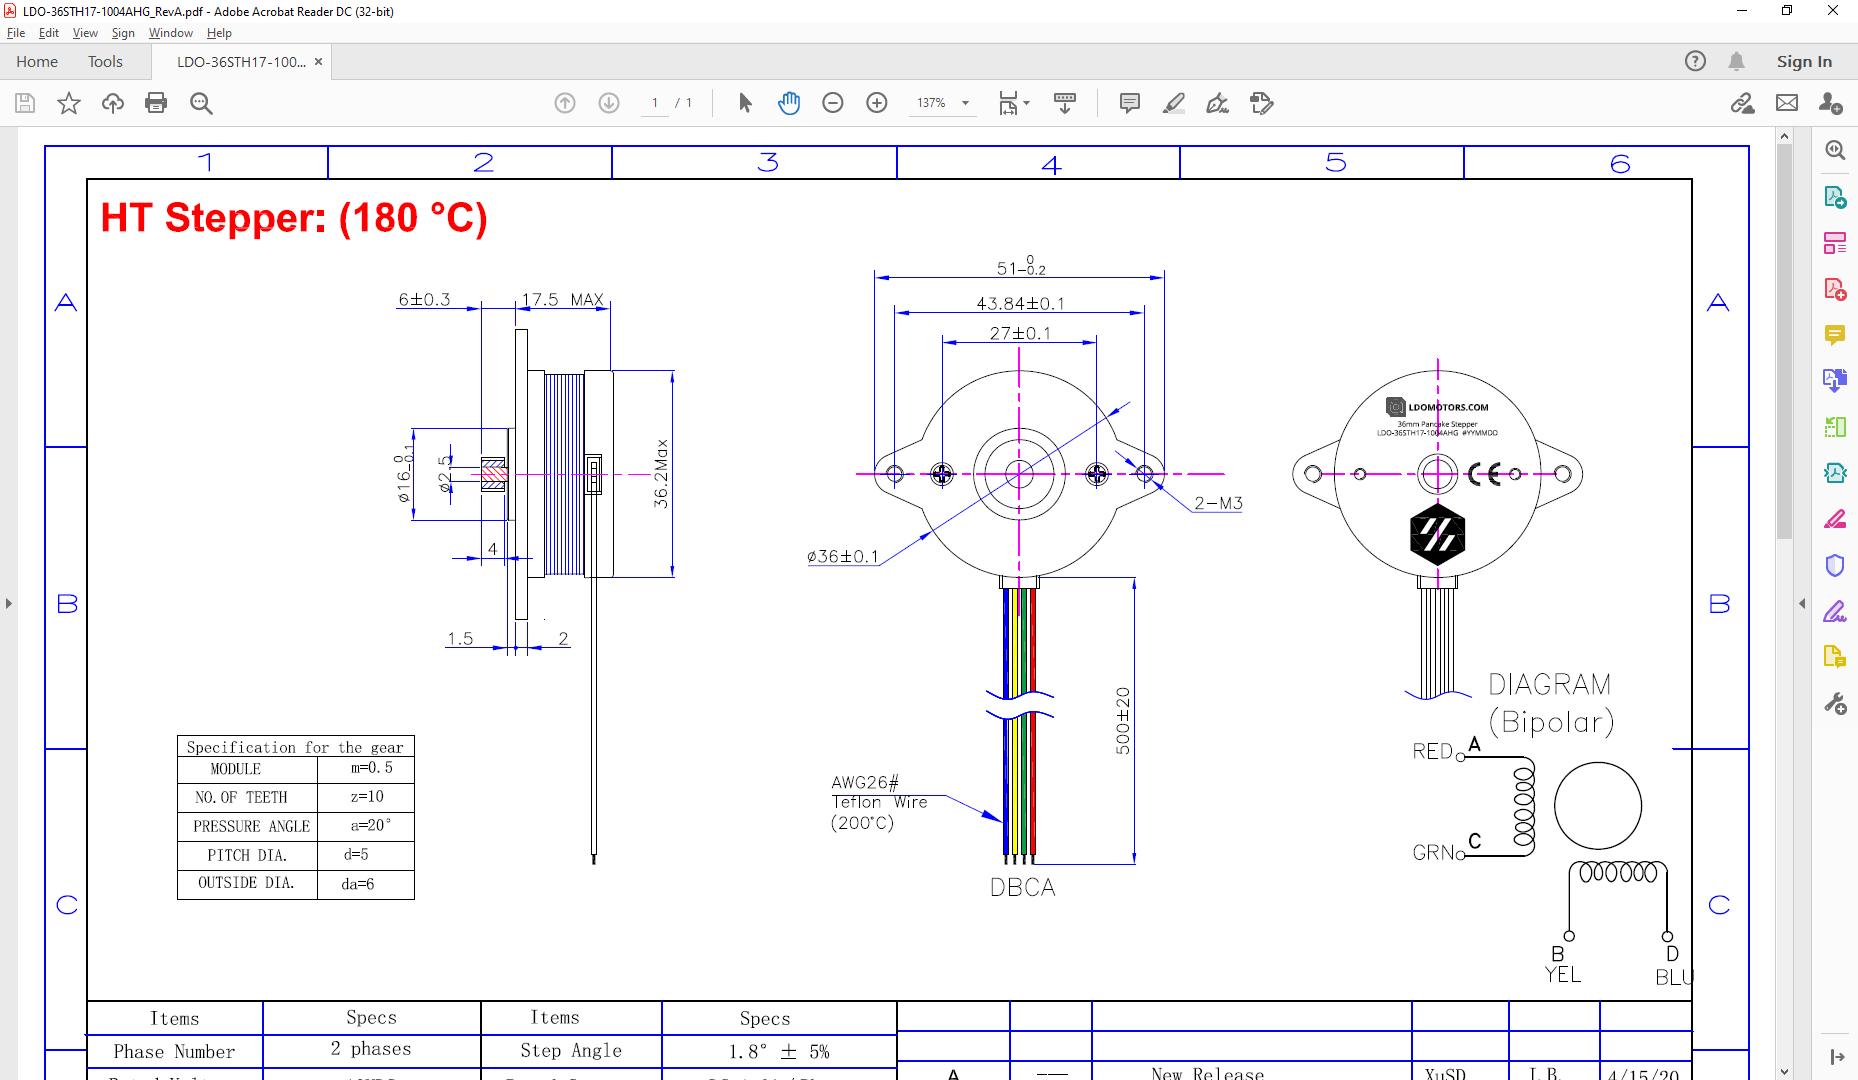 LDO-36STH17-1004AHG_RevA.pdf - Adobe Acrobat Reader DC (32-bit)
File Edit View Sign Window Help
Home Tools LDO-36STH17-100... × Sign In
1 / 1 137%
1 2 3 4 5 6
HT Stepper: (180 °C)
A A
B B
C C
6±0.3 17.5 MAX
ø16 0 -0.1
ø2.5
36.2Max
4
1.5 2
51 0 -0.2
43.84±0.1
27±0.1
2-M3
ø36±0.1
500±20
AWG26#
Teflon Wire
(200°C)
DBCA
LDOMOTORS.COM
36mm Pancake Stepper
LDO-36STH17-1004AHG #YYMMDD
CE
DIAGRAM
(Bipolar)
RED A
GRN C
B D
YEL BLU
Specification for the gear
MODULE m=0.5
NO.OF TEETH z=10
PRESSURE ANGLE a=20°
PITCH DIA. d=5
OUTSIDE DIA. da=6
Items Specs Items Specs
Phase Number 2 phases Step Angle 1.8° ± 5%
A --- New Release XuSD I.B. 4/15/20